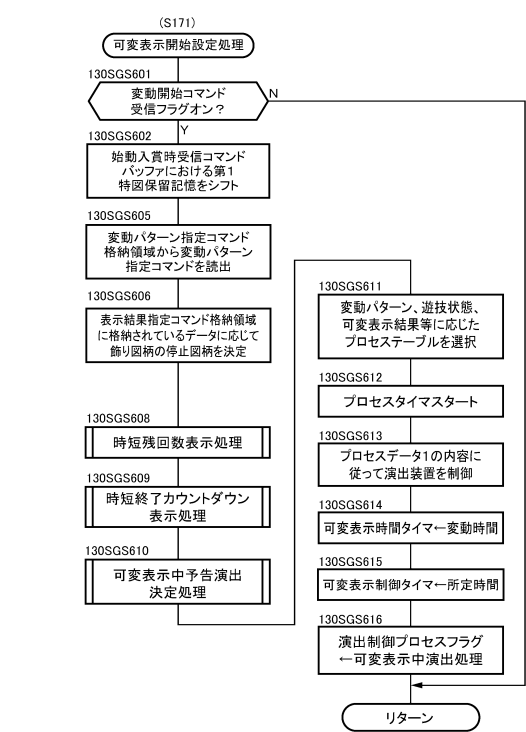 (S171)
可変表示開始設定処理
130SGS601
変動開始コマンド
受信フラグオン？
N
Y
130SGS602
始動入賞時受信コマンド
バッファにおける第１
特図保留記憶をシフト
130SGS605
変動パターン指定コマンド
格納領域から変動パターン
指定コマンドを読出
130SGS606
表示結果指定コマンド格納領域
に格納されているデータに応じて
飾り図柄の停止図柄を決定
130SGS608
時短残回数表示処理
130SGS609
時短終了カウントダウン
表示処理
130SGS610
可変表示中予告演出
決定処理
130SGS611
変動パターン、遊技状態、
可変表示結果等に応じた
プロセステーブルを選択
130SGS612
プロセスタイマスタート
130SGS613
プロセスデータ１の内容に
従って演出装置を制御
130SGS614
可変表示時間タイマ←変動時間
130SGS615
可変表示制御タイマ←所定時間
130SGS616
演出制御プロセスフラグ
←可変表示中演出処理
リターン